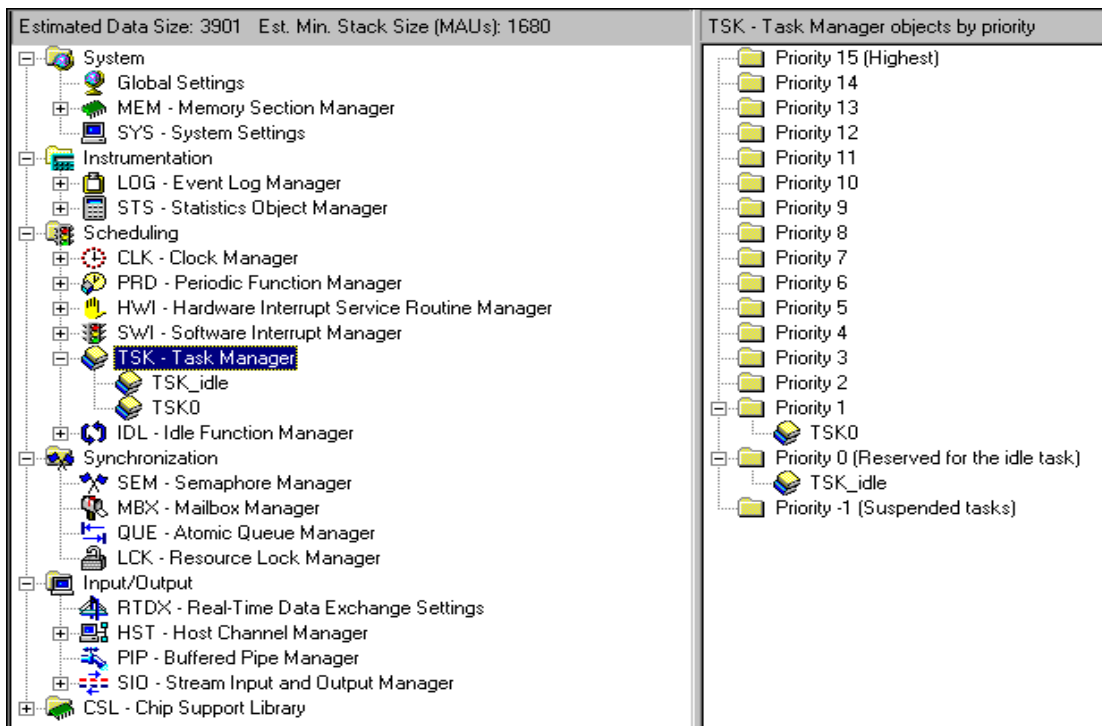 Estimated Data Size: 3901 Est. Min. Stack Size (MAUs): 1680
System
Global Settings
MEM - Memory Section Manager
SYS - System Settings
Instrumentation
LOG - Event Log Manager
STS - Statistics Object Manager
Scheduling
CLK - Clock Manager
PRD - Periodic Function Manager
HWI - Hardware Interrupt Service Routine Manager
SWI - Software Interrupt Manager
TSK - Task Manager
TSK_idle
TSK0
IDL - Idle Function Manager
Synchronization
SEM - Semaphore Manager
MBX - Mailbox Manager
QUE - Atomic Queue Manager
LCK - Resource Lock Manager
Input/Output
RTDX - Real-Time Data Exchange Settings
HST - Host Channel Manager
PIP - Buffered Pipe Manager
SIO - Stream Input and Output Manager
CSL - Chip Support Library
TSK - Task Manager objects by priority
Priority 15 (Highest)
Priority 14
Priority 13
Priority 12
Priority 11
Priority 10
Priority 9
Priority 8
Priority 7
Priority 6
Priority 5
Priority 4
Priority 3
Priority 2
Priority 1
TSK0
Priority 0 (Reserved for the idle task)
TSK_idle
Priority -1 (Suspended tasks)